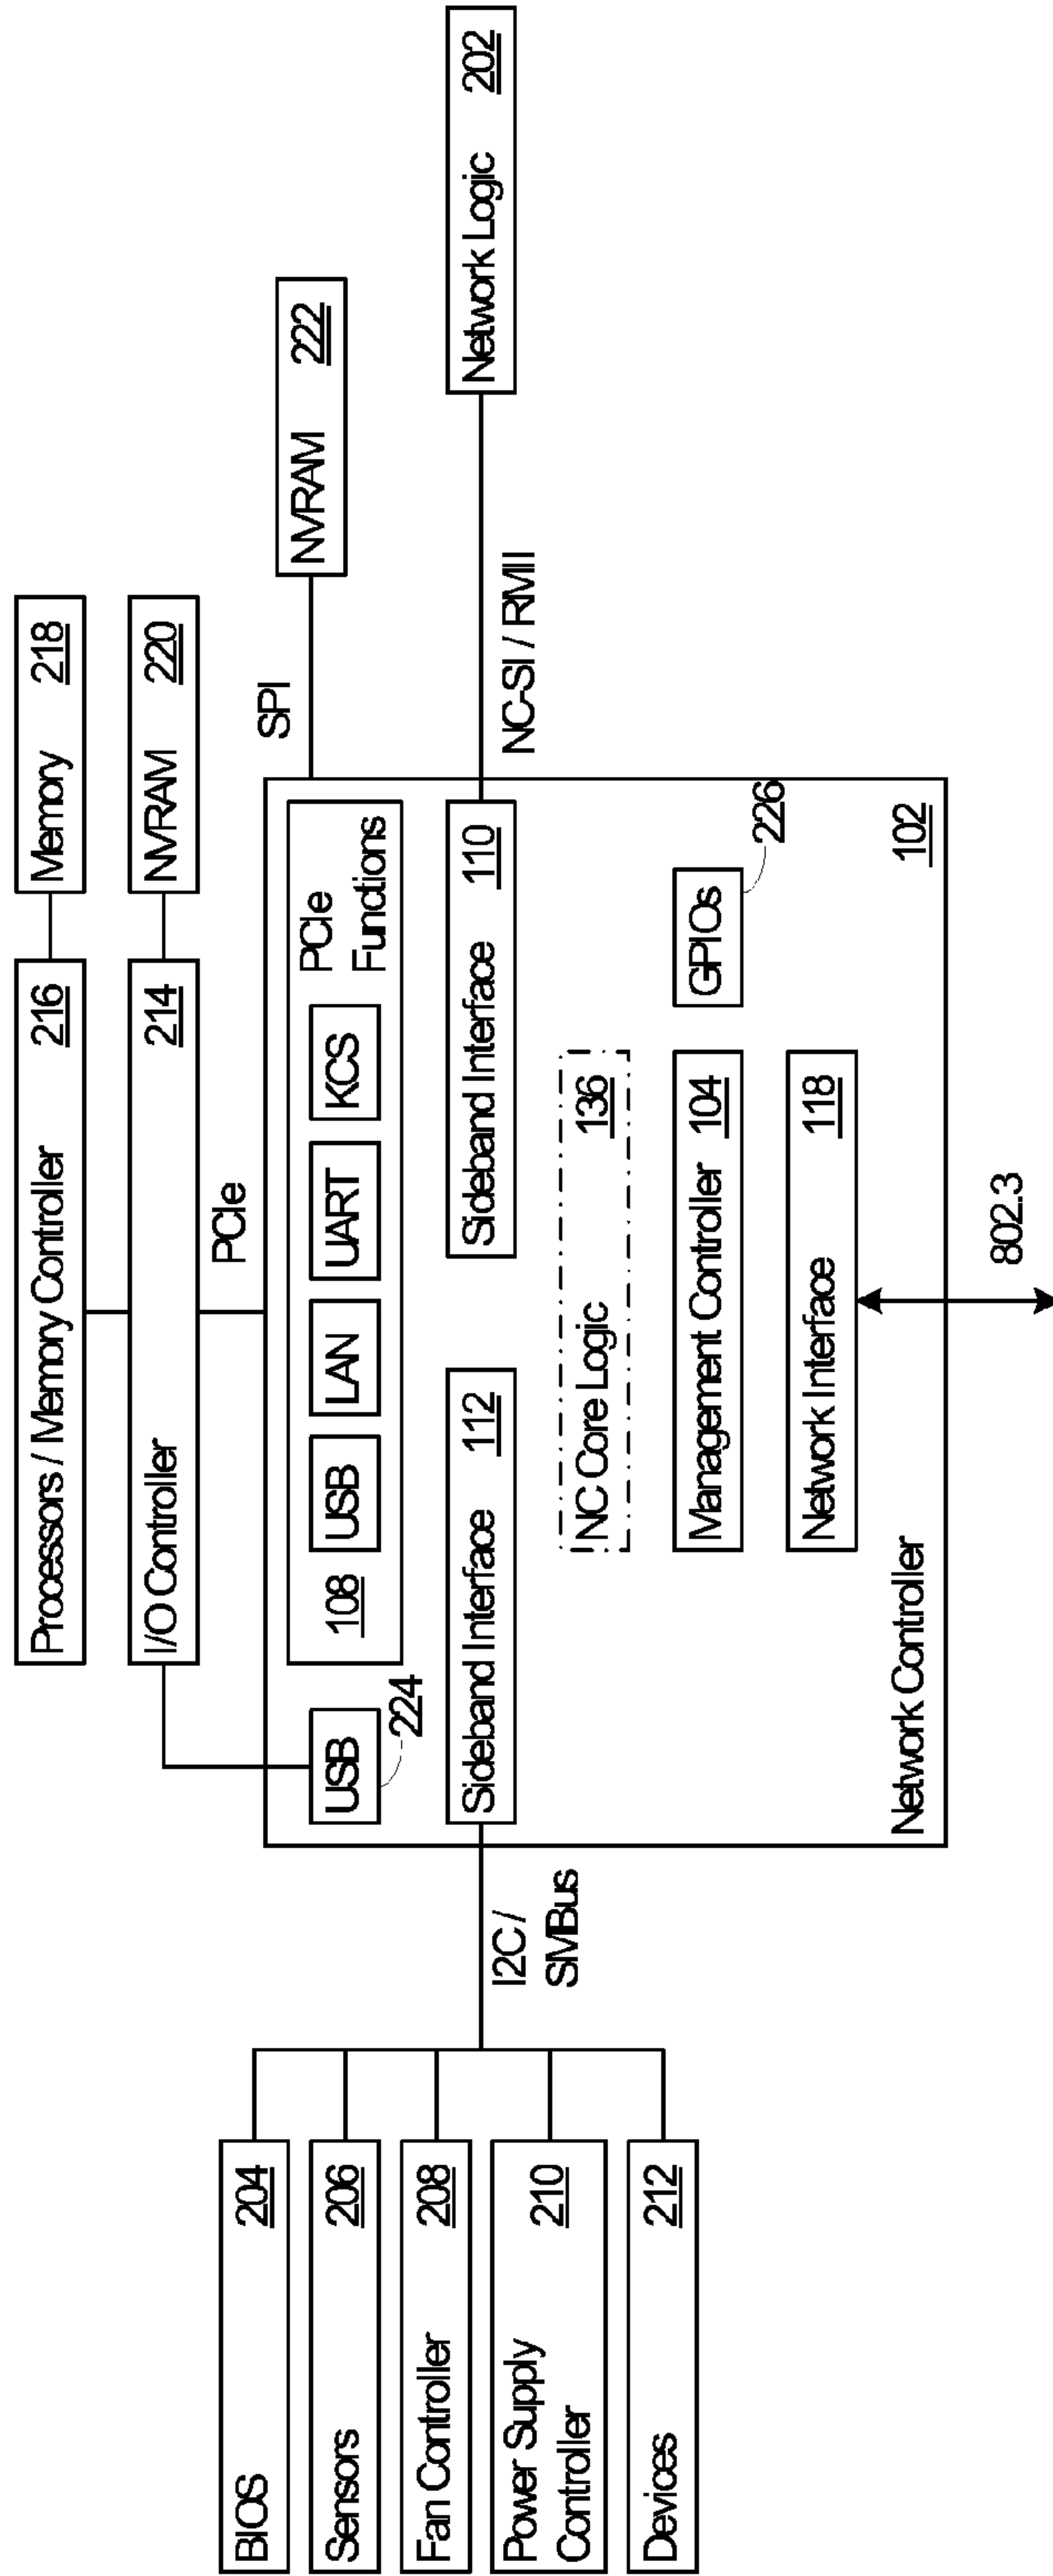 Processors / Memory Controller 216
Memory 218
I/O Controller 214
NVRAM 220
PCIe
SPI
NVRAM 222
USB
224
108
USB
LAN
UART
KCS
PCIe
Functions
BIOS 204
Sensors 206
Fan Controller 208
Power Supply
Controller 210
Devices 212
I2C /
SMBus
Sideband Interface 112
Sideband Interface 110
NC-SI / RMII
Network Logic 202
NC Core Logic 136
Management Controller 104
GPIOs
226
Network Interface 118
Network Controller 102
802.3